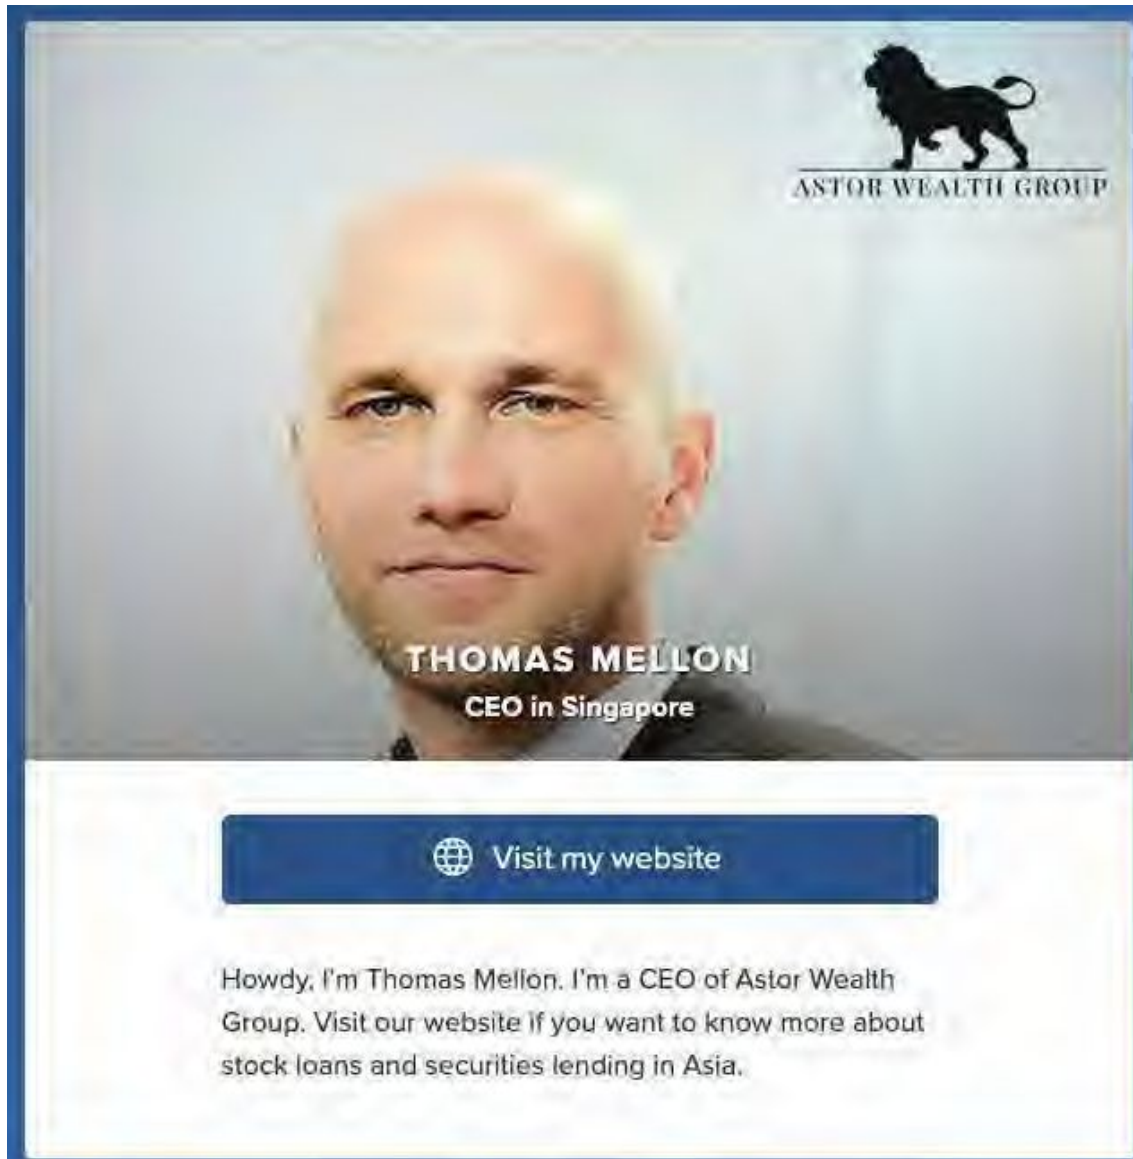 ASTOR WEALTH GROUP
THOMAS MELLON
CEO in Singapore
Visit my website
Howdy, I'm Thomas Mellon. I'm a CEO of Astor Wealth
Group. Visit our website if you want to know more about
stock loans and securities lending in Asia.